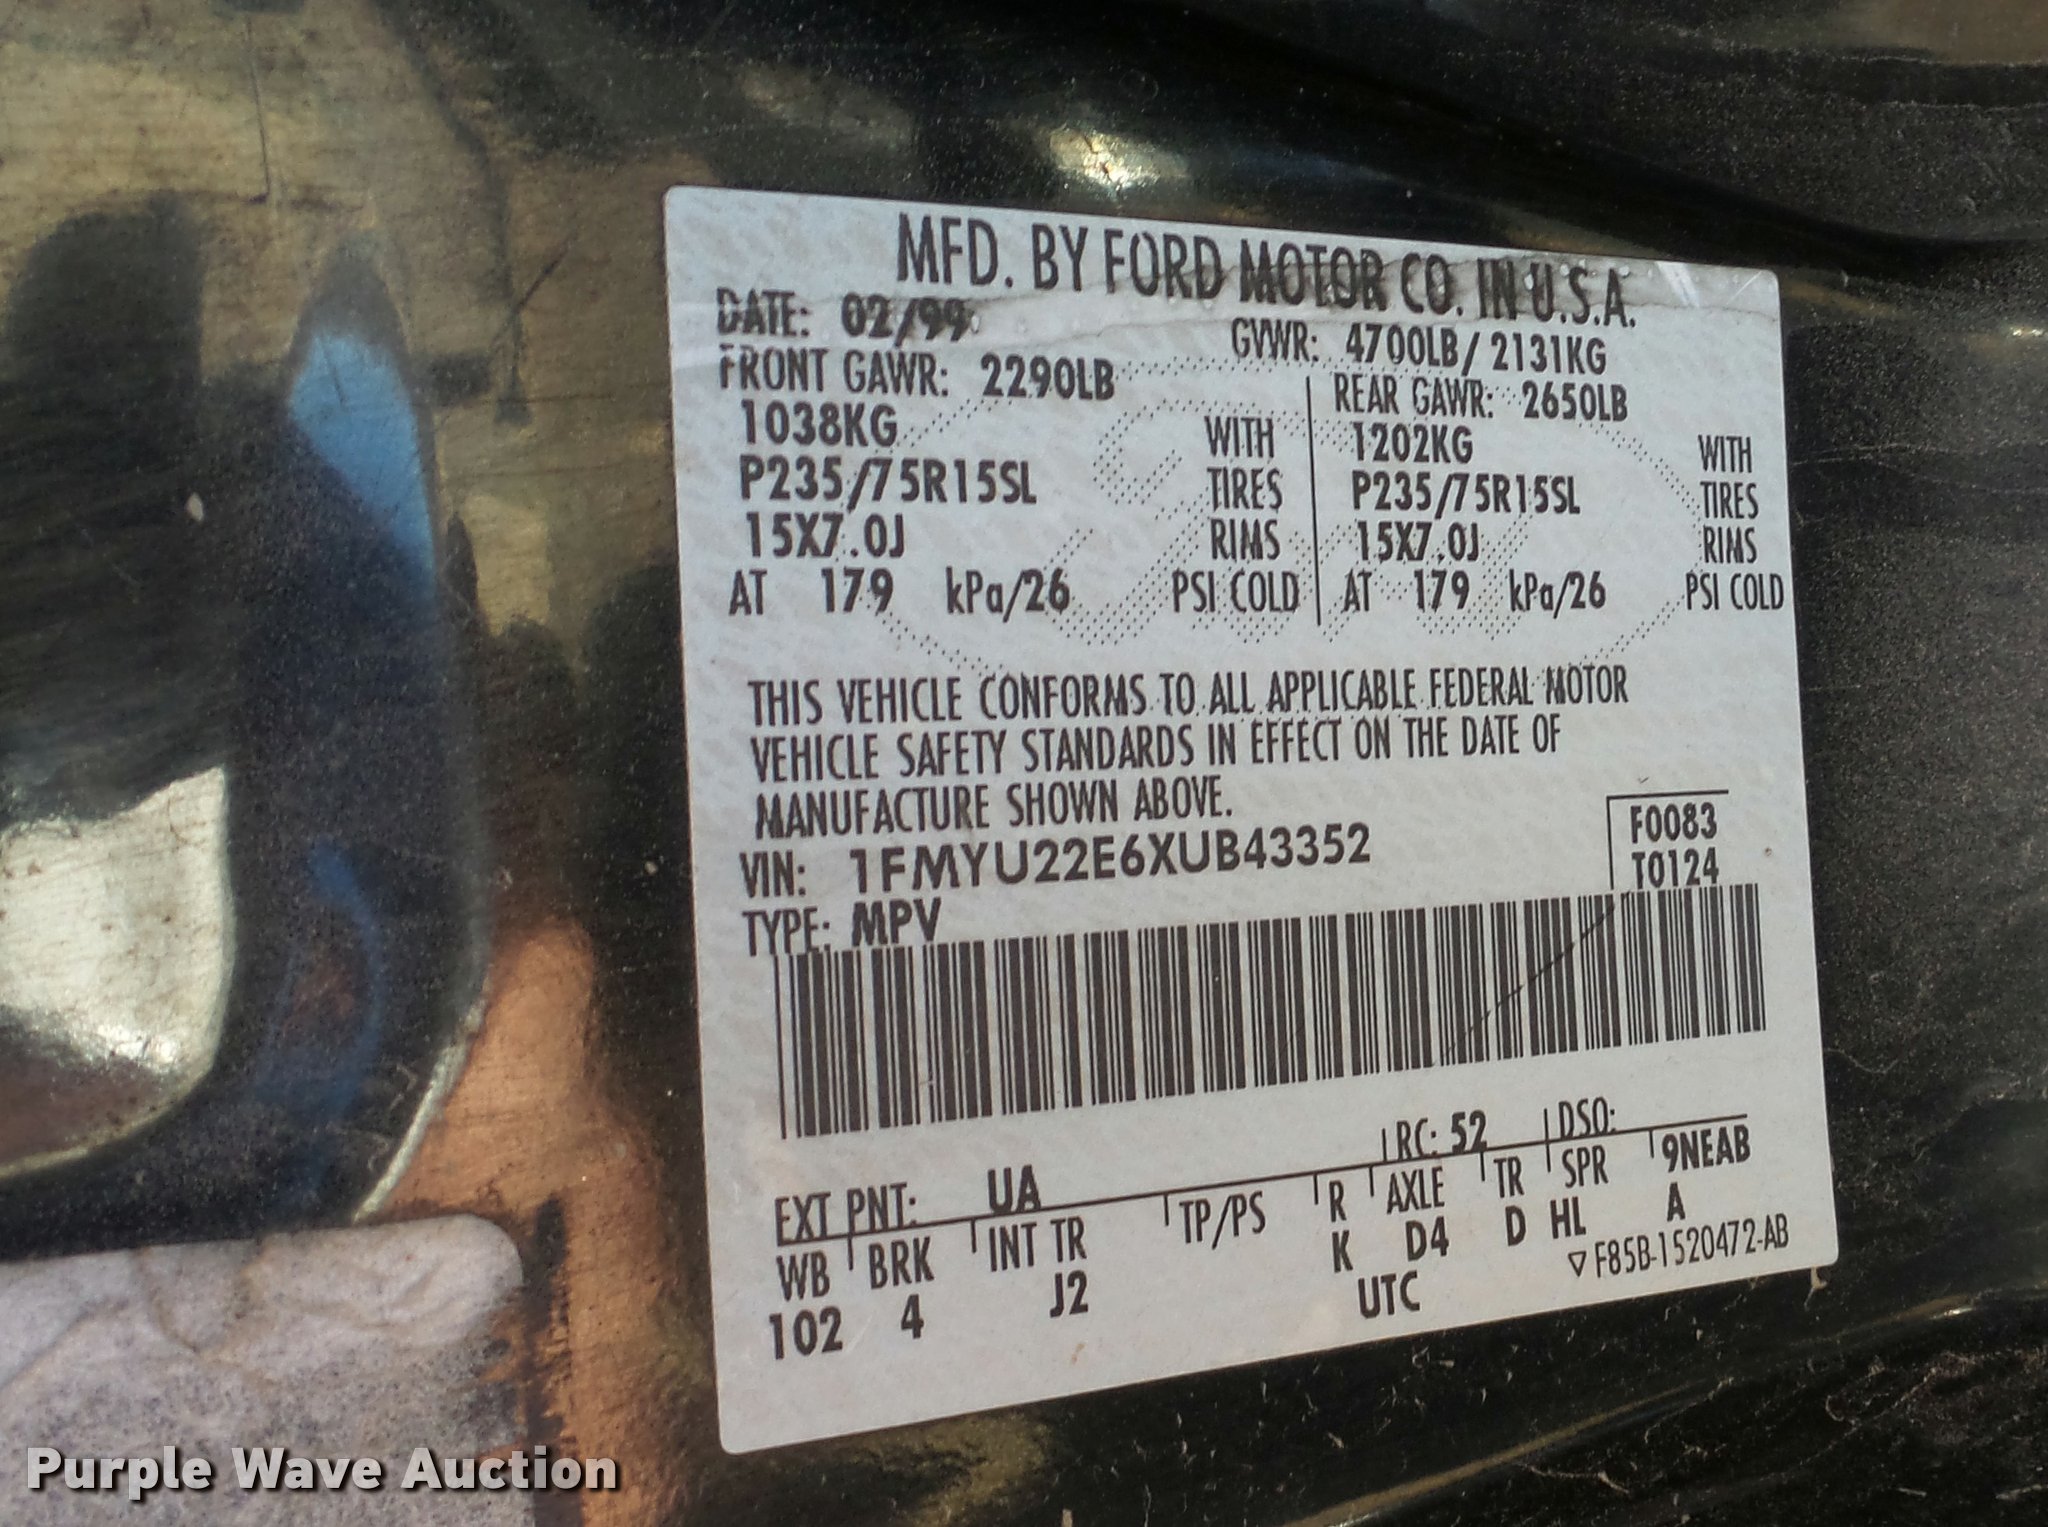 MFD. BY FORD MOTOR CO. IN U.S.A.
DATE: 02/99 GVWR: 4700LB/2131KG
FRONT GAWR: 2290LB REAR GAWR: 2650LB
1038KG WITH 1202KG WITH
P235/75R15SL TIRES P235/75R15SL TIRES
15X7.0J RIMS 15X7.0J RIMS
AT 179 kPa/26 PSI COLD AT 179 kPa/26 PSI COLD
THIS VEHICLE CONFORMS TO ALL APPLICABLE FEDERAL MOTOR
VEHICLE SAFETY STANDARDS IN EFFECT ON THE DATE OF
MANUFACTURE SHOWN ABOVE.
F0083
VIN: 1FMYU22E6XUB43352
T0124
TYPE: MPV
EXT PNT: UA RC: 52 DSO:
WB BRK INT TR TP/PS R AXLE TR SPR 9NEAB
102 4 J2 K D4 D HL A
UTC ▽F85B-1520472-AB
Purple Wave Auction